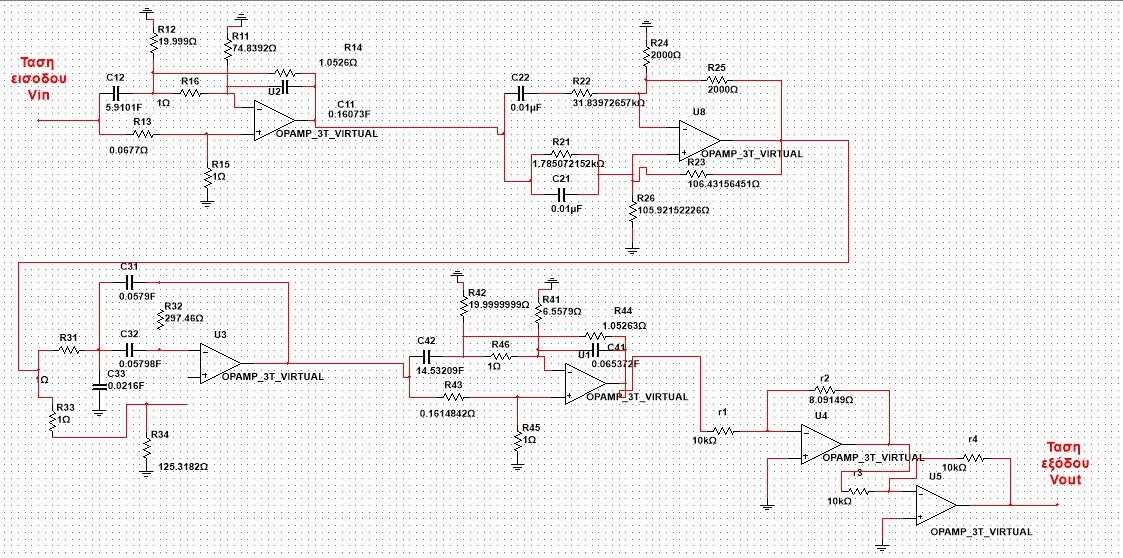 Ταση
εισοδου
Vin
R12
19.999Ω
R11
74.8392Ω
R14
1.0526Ω
C12
5.9101F
R16
1Ω
U2
C11
0.16073F
OPAMP_3T_VIRTUAL
R13
0.0677Ω
R15
1Ω
C22
0.01µF
R22
31.83972657kΩ
R24
2000Ω
R25
2000Ω
U8
OPAMP_3T_VIRTUAL
R21
1.785072152kΩ
C21
0.01µF
R23
106.43156451Ω
R26
105.92152226Ω
C31
0.0579F
R32
297.46Ω
R31
1Ω
C32
0.05798F
U3
OPAMP_3T_VIRTUAL
C33
0.0216F
R33
1Ω
R34
125.3182Ω
R42
19.9999999Ω
R41
6.5579Ω
R44
1.05263Ω
C42
14.53209F
R46
1Ω
U1
C41
0.065372F
OPAMP_3T_VIRTUAL
R43
0.1614842Ω
R45
1Ω
r1
10kΩ
r2
8.09149Ω
U4
OPAMP_3T_VIRTUAL
r3
10kΩ
r4
10kΩ
U5
OPAMP_3T_VIRTUAL
Ταση
εξόδου
Vout